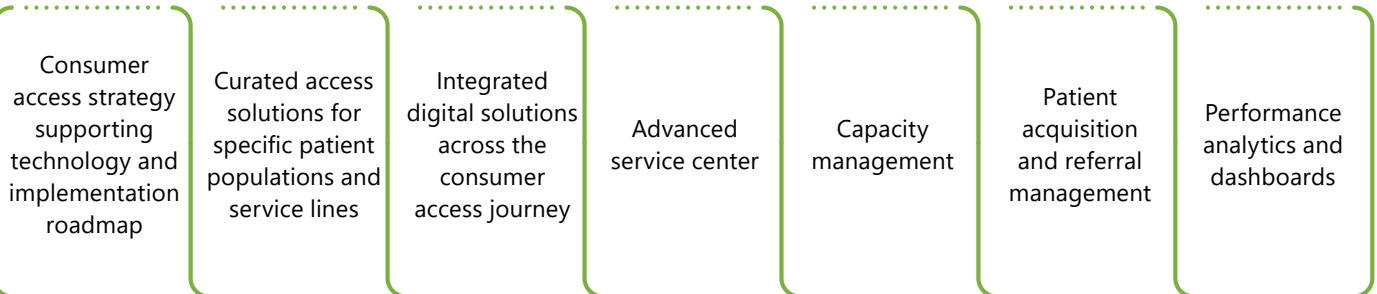 Consumer
access strategy
supporting
technology and
implementation
roadmap
Curated access
solutions for
specific patient
populations and
service lines
Integrated
digital solutions
across the
consumer
access journey
Advanced
service center
Capacity
management
Patient
acquisition
and referral
management
Performance
analytics and
dashboards